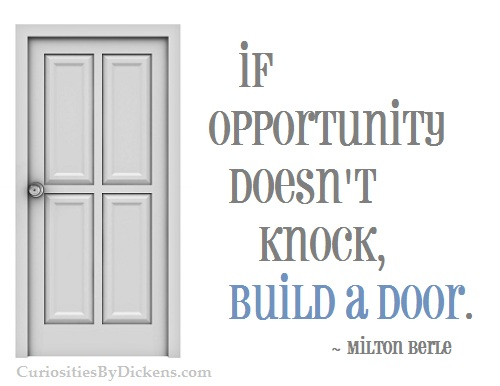 if
opportunity
doesn't
knock,
build a door.
~ milton berle
CuriositiesByDickens.com